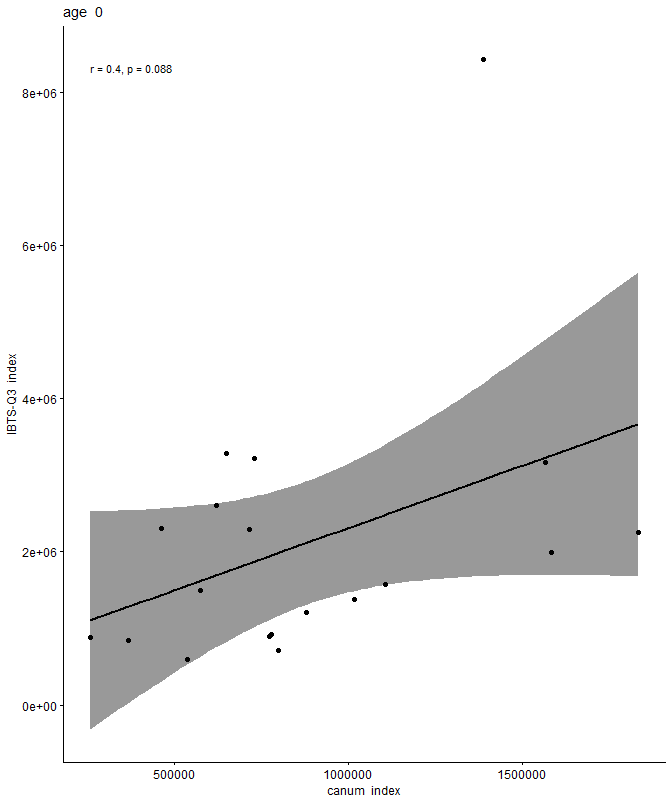 age 0
r = 0.4, p = 0.088
8e+06
6e+06
4e+06
2e+06
0e+00
IBTS-Q3 index
500000 1000000 1500000
canum index